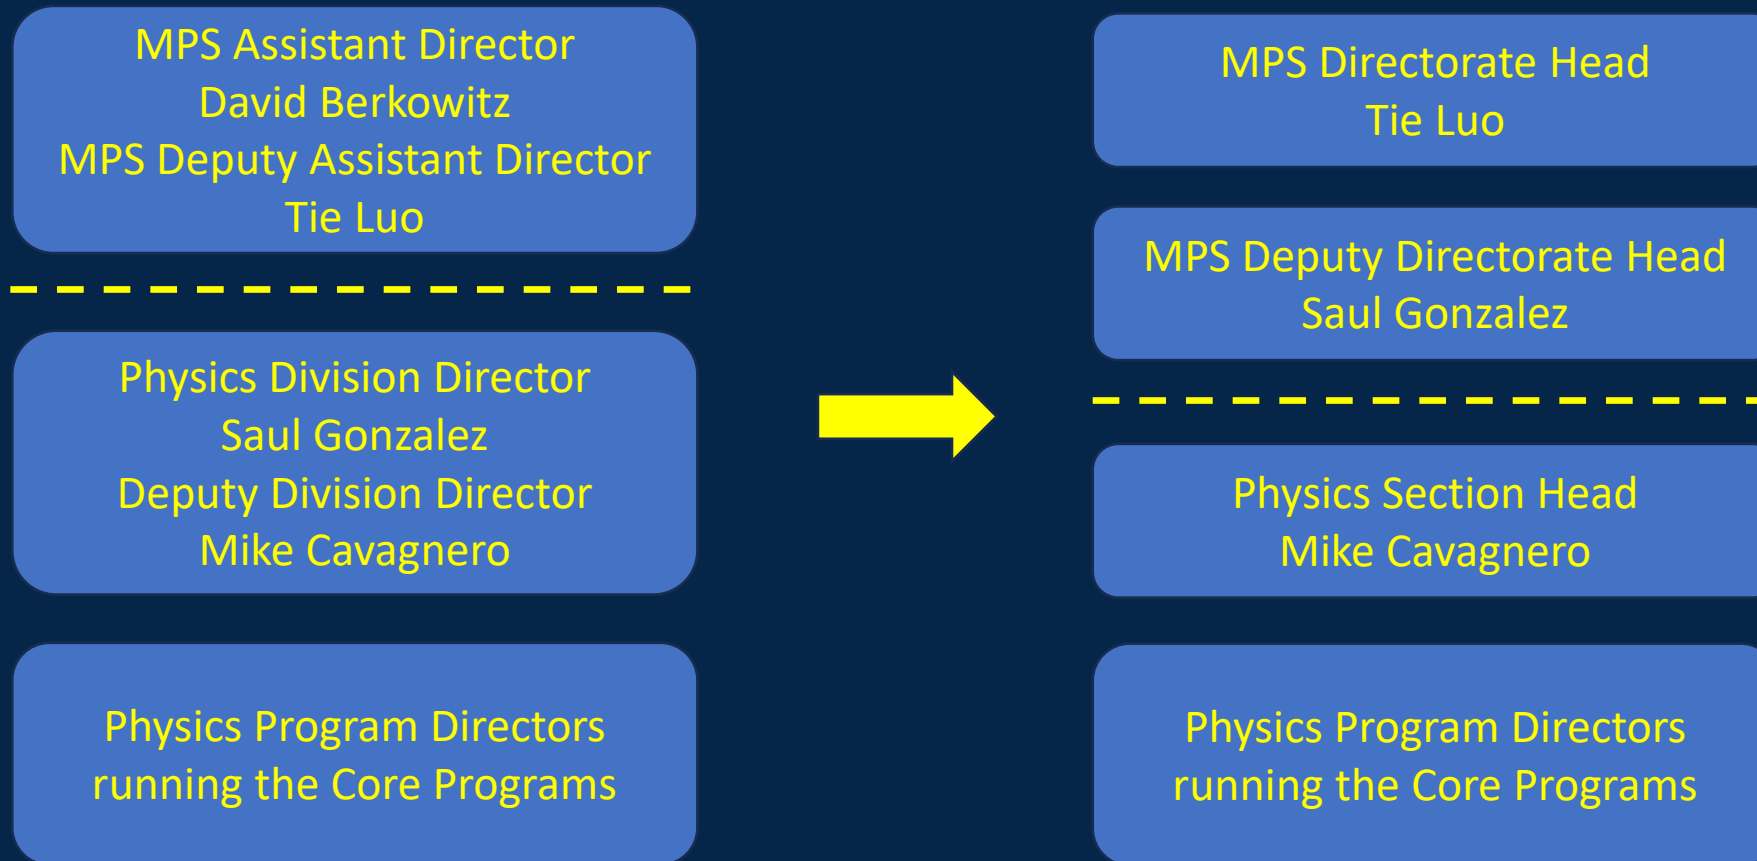 MPS Assistant Director
David Berkowitz
MPS Deputy Assistant Director
Tie Luo
Physics Division Director
Saul Gonzalez
Deputy Division Director
Mike Cavagnero
Physics Program Directors
running the Core Programs
MPS Directorate Head
Tie Luo
MPS Deputy Directorate Head
Saul Gonzalez
Physics Section Head
Mike Cavagnero
Physics Program Directors
running the Core Programs